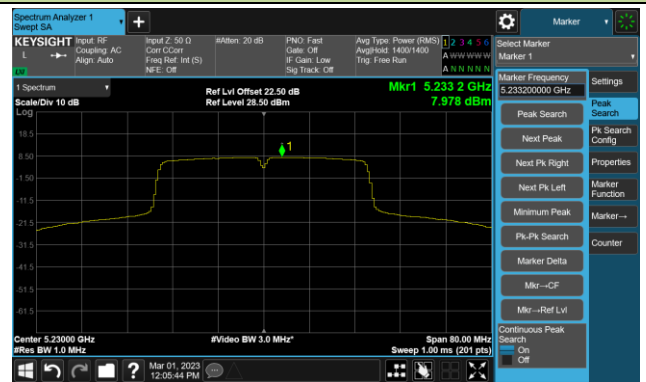 Spectrum Analyzer 1
Swept SA
+
Marker
KEYSIGHT
L
LW
Input: RF
Coupling: AC
Align: Auto
Input Z: 50 Ω
Corr CCorr
Freq Ref: Int (S)
NFE: Off
#Atten: 20 dB
PNO: Fast
Gate: Off
IF Gain: Low
Sig Track: Off
Avg Type: Power (RMS)
Avg|Hold: 1400/1400
Trig: Free Run
1 2 3 4 5 6
A W W W W W
A N N N N N
Select Marker
Marker 1
1 Spectrum
Scale/Div 10 dB
Log
Ref Lvl Offset 22.50 dB
Ref Level 28.50 dBm
Mkr1 5.233 2 GHz
7.978 dBm
18.5
8.50
-1.50
-11.5
-21.5
-31.5
-41.5
-51.5
-61.5
1
Center 5.23000 GHz
#Res BW 1.0 MHz
#Video BW 3.0 MHz*
Span 80.00 MHz
Sweep 1.00 ms (201 pts)
Marker Frequency
5.233200000 GHz
Peak Search
Next Peak
Next Pk Right
Next Pk Left
Minimum Peak
Pk-Pk Search
Marker Delta
Mkr→CF
Mkr→Ref Lvl
Continuous Peak
Search
On
Off
Settings
Peak
Search
Pk Search
Config
Properties
Marker
Function
Marker→
Counter
?
Mar 01, 2023
12:05:44 PM